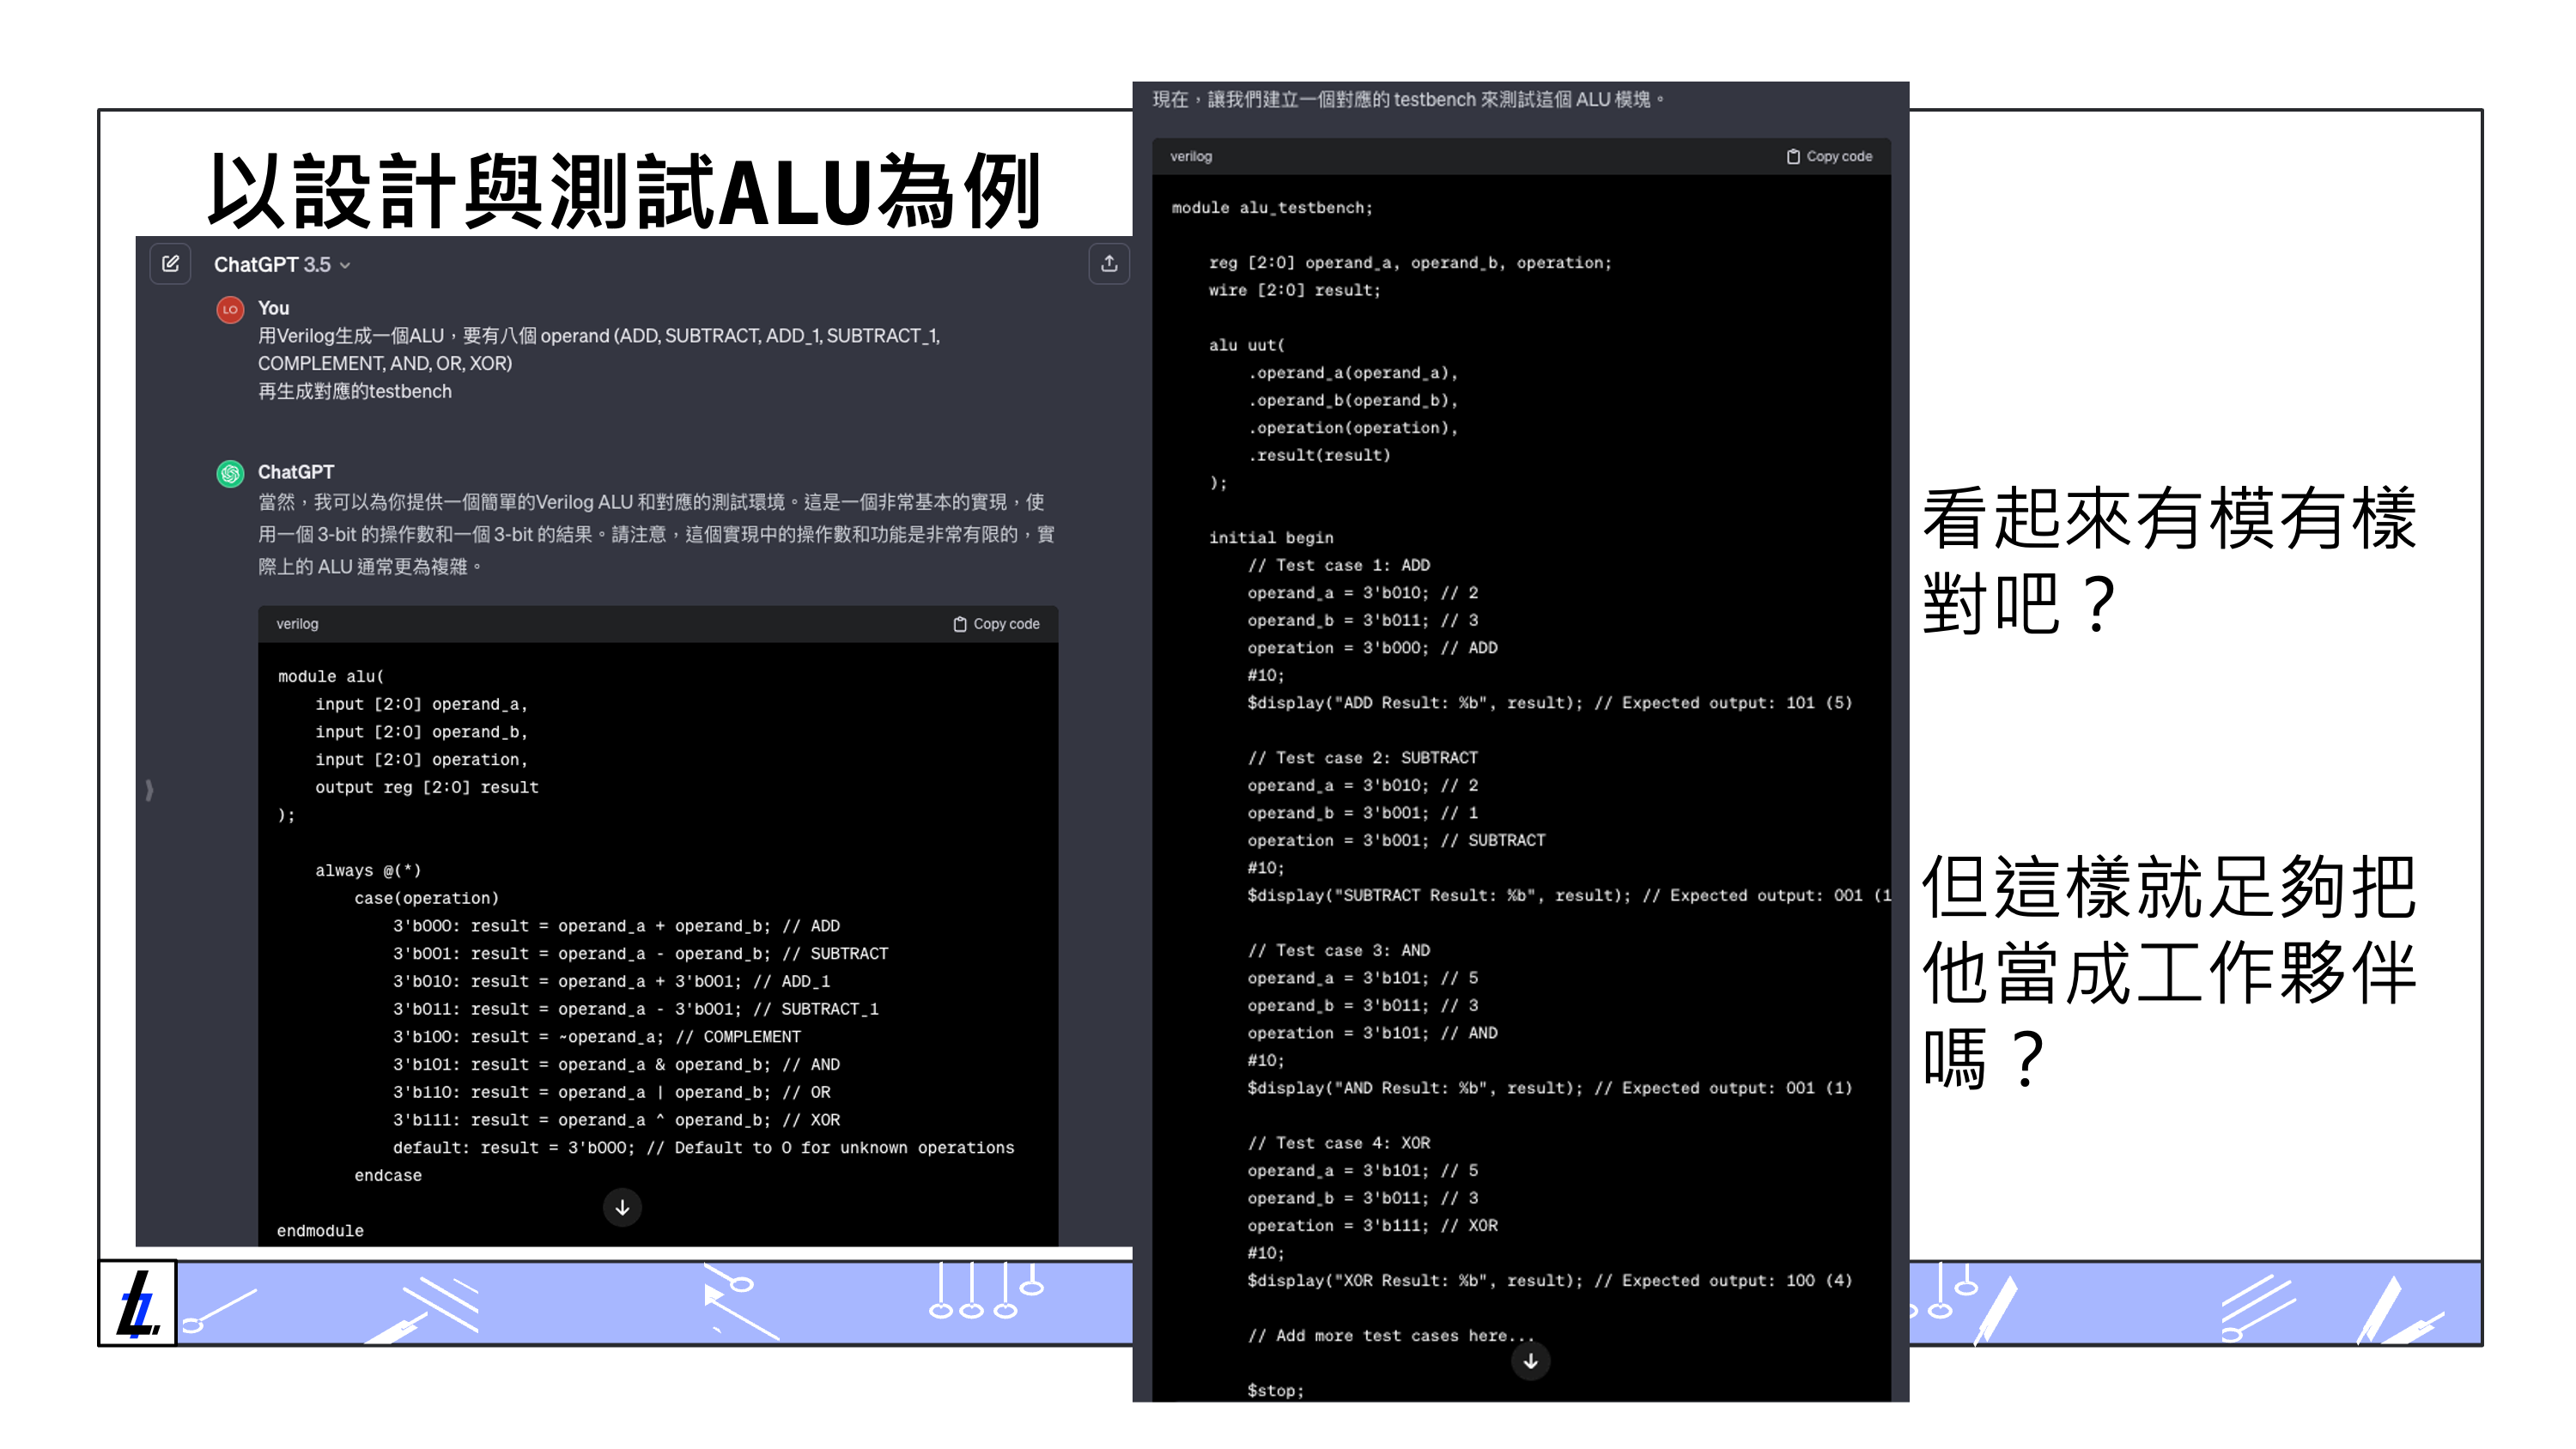 以設計與測試ALU為例
ChatGPT 3.5
LO
You
用Verilog生成一個ALU，要有八個 operand (ADD, SUBTRACT, ADD_1, SUBTRACT_1,
COMPLEMENT, AND, OR, XOR)
再生成對應的testbench
ChatGPT
當然，我可以為你提供一個簡單的Verilog ALU 和對應的測試環境。這是一個非常基本的實現，使
用一個 3-bit 的操作數和一個 3-bit 的結果。請注意，這個實現中的操作數和功能是非常有限的，實
際上的 ALU 通常更為複雜。
verilog
Copy code
module alu(
input [2:0] operand_a,
input [2:0] operand_b,
input [2:0] operation,
output reg [2:0] result
);
always @(*)
case(operation)
3'b000: result = operand_a + operand_b; // ADD
3'b001: result = operand_a - operand_b; // SUBTRACT
3'b010: result = operand_a + 3'b001; // ADD_1
3'b011: result = operand_a - 3'b001; // SUBTRACT_1
3'b100: result = ~operand_a; // COMPLEMENT
3'b101: result = operand_a & operand_b; // AND
3'b110: result = operand_a | operand_b; // OR
3'b111: result = operand_a ^ operand_b; // XOR
default: result = 3'b000; // Default to 0 for unknown operations
endcase
endmodule
現在，讓我們建立一個對應的 testbench 來測試這個 ALU 模塊。
verilog
Copy code
module alu_testbench;
reg [2:0] operand_a, operand_b, operation;
wire [2:0] result;
alu uut(
.operand_a(operand_a),
.operand_b(operand_b),
.operation(operation),
.result(result)
);
initial begin
// Test case 1: ADD
operand_a = 3'b010; // 2
operand_b = 3'b011; // 3
operation = 3'b000; // ADD
#10;
$display("ADD Result: %b", result); // Expected output: 101 (5)
// Test case 2: SUBTRACT
operand_a = 3'b010; // 2
operand_b = 3'b001; // 1
operation = 3'b001; // SUBTRACT
#10;
$display("SUBTRACT Result: %b", result); // Expected output: 001 (1
// Test case 3: AND
operand_a = 3'b101; // 5
operand_b = 3'b011; // 3
operation = 3'b101; // AND
#10;
$display("AND Result: %b", result); // Expected output: 001 (1)
// Test case 4: XOR
operand_a = 3'b101; // 5
operand_b = 3'b011; // 3
operation = 3'b111; // XOR
#10;
$display("XOR Result: %b", result); // Expected output: 100 (4)
// Add more test cases here...
$stop;
看起來有模有樣
對吧？
但這樣就足夠把
他當成工作夥伴
嗎？